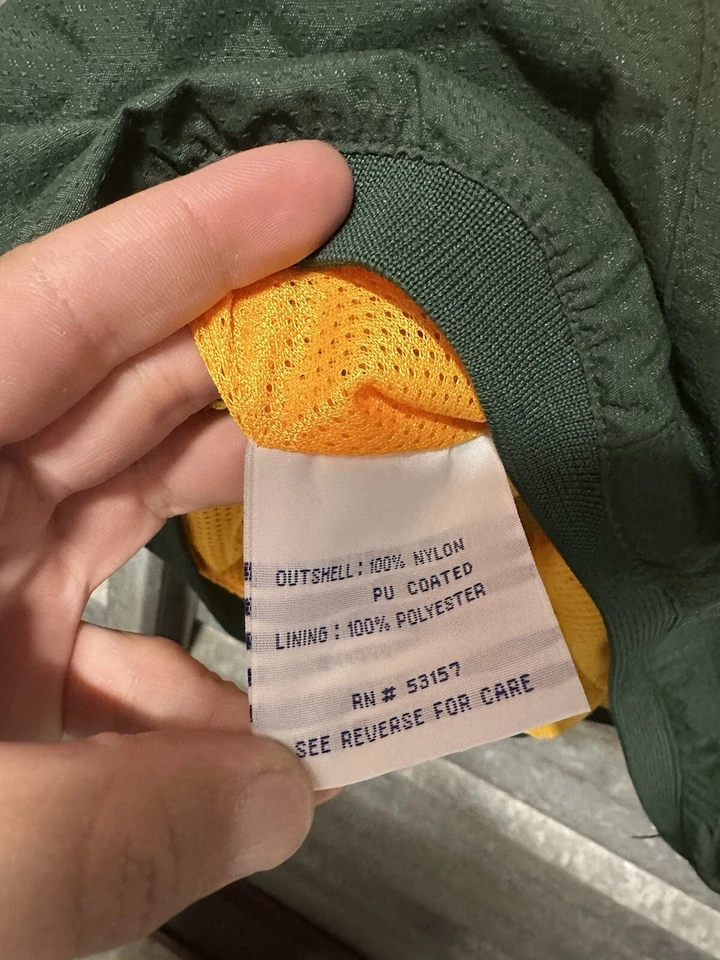 OUTSHELL: 100% NYLON
PU COATED
LINING: 100% POLYESTER
RN # 53157
SEE REVERSE FOR CARE